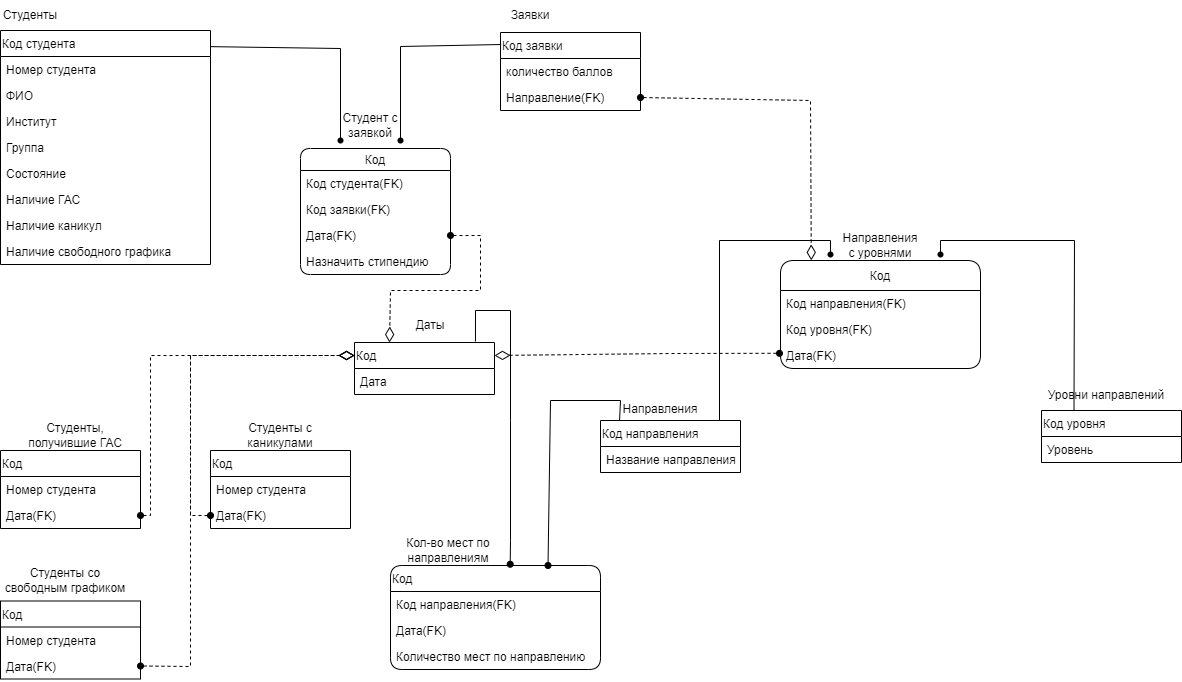 Студенты
Код студента
Номер студента
ФИО
Институт
Группа
Состояние
Наличие ГАС
Наличие каникул
Наличие свободного графика
Заявки
Код заявки
количество баллов
Направление(FK)
Студент с
заявкой
Код
Код студента(FK)
Код заявки(FK)
Дата(FK)
Назначить стипендию
Направления
с уровнями
Код
Код направления(FK)
Код уровня(FK)
Дата(FK)
Даты
Код
Дата
Уровни направлений
Код уровня
Уровень
Направления
Код направления
Название направления
Студенты,
получившие ГАС
Код
Номер студента
Дата(FK)
Студенты с
каникулами
Код
Номер студента
Дата(FK)
Кол-во мест по
направлениям
Код
Код направления(FK)
Дата(FK)
Количество мест по направлению
Студенты со
свободным графиком
Код
Номер студента
Дата(FK)